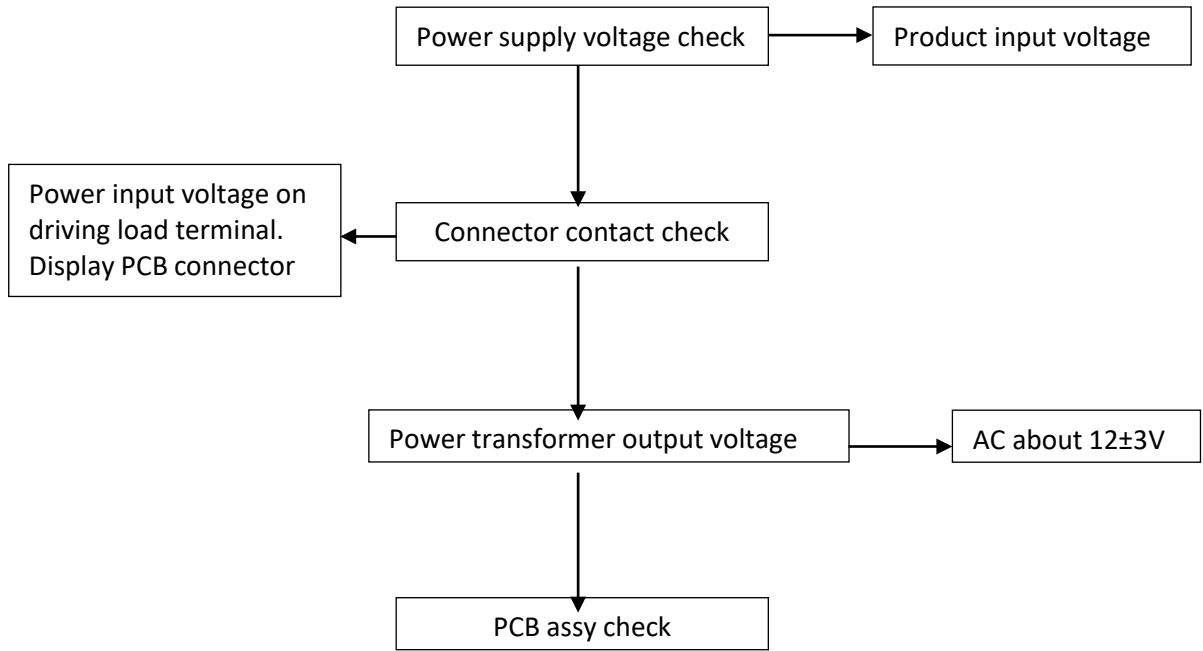 Power supply voltage check
Product input voltage
Power input voltage on
driving load terminal.
Display PCB connector
Connector contact check
Power transformer output voltage
AC about 12±3V
PCB assy check